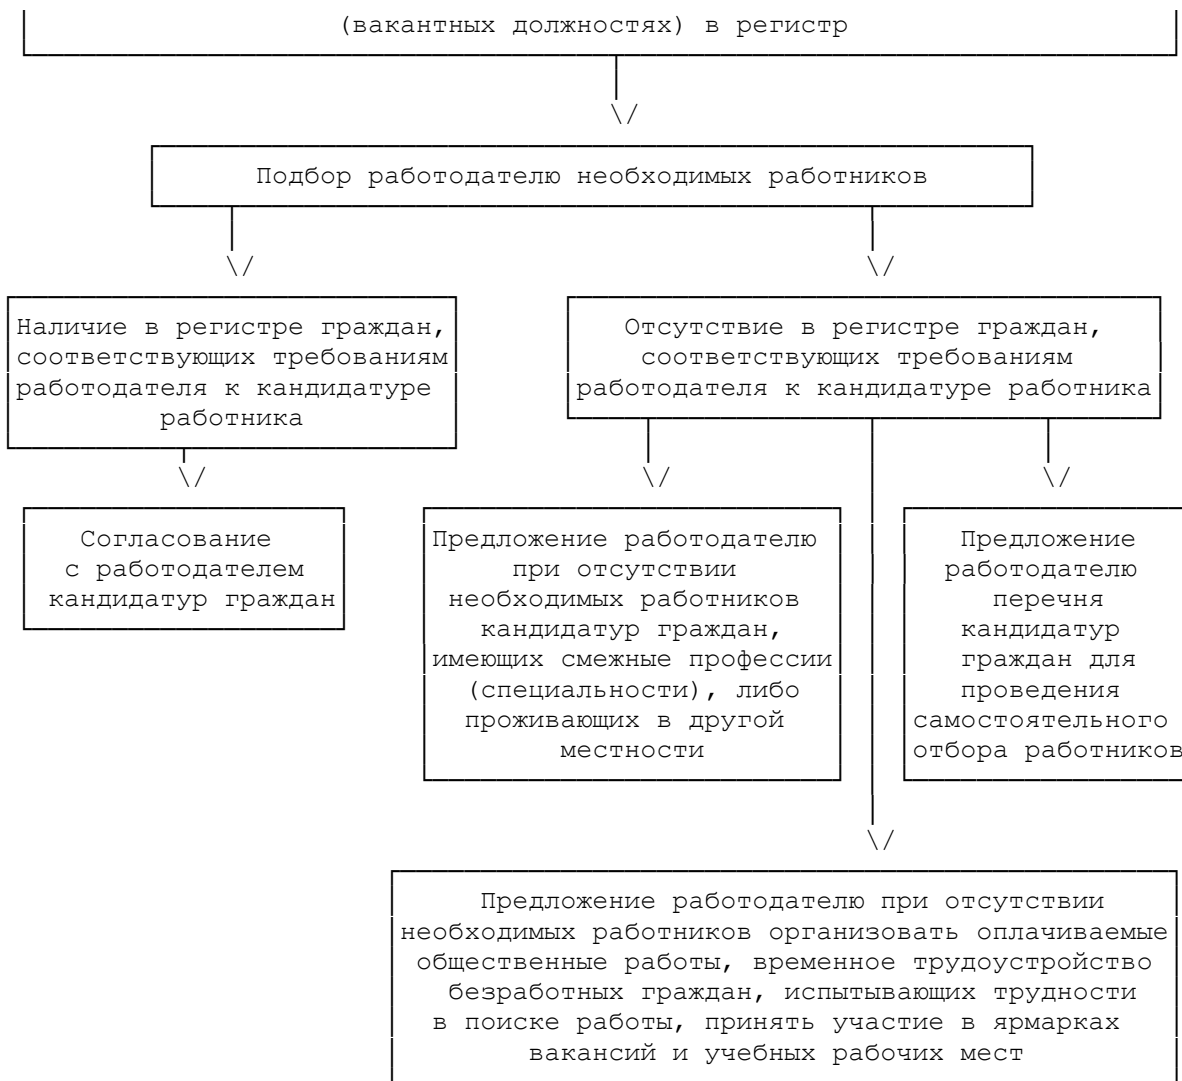 (вакантных должностях) в регистр
Подбор работодателю необходимых работников
Наличие в регистре граждан,
соответствующих требованиям
работодателя к кандидатуре
работника
Отсутствие в регистре граждан,
соответствующих требованиям
работодателя к кандидатуре работника
Согласование
с работодателем
кандидатур граждан
Предложение работодателю
при отсутствии
необходимых работников
кандидатур граждан,
имеющих смежные профессии
(специальности), либо
проживающих в другой
местности
Предложение
работодателю
перечня
кандидатур
граждан для
проведения
самостоятельного
отбора работников
Предложение работодателю при отсутствии
необходимых работников организовать оплачиваемые
общественные работы, временное трудоустройство
безработных граждан, испытывающих трудности
в поиске работы, принять участие в ярмарках
вакансий и учебных рабочих мест